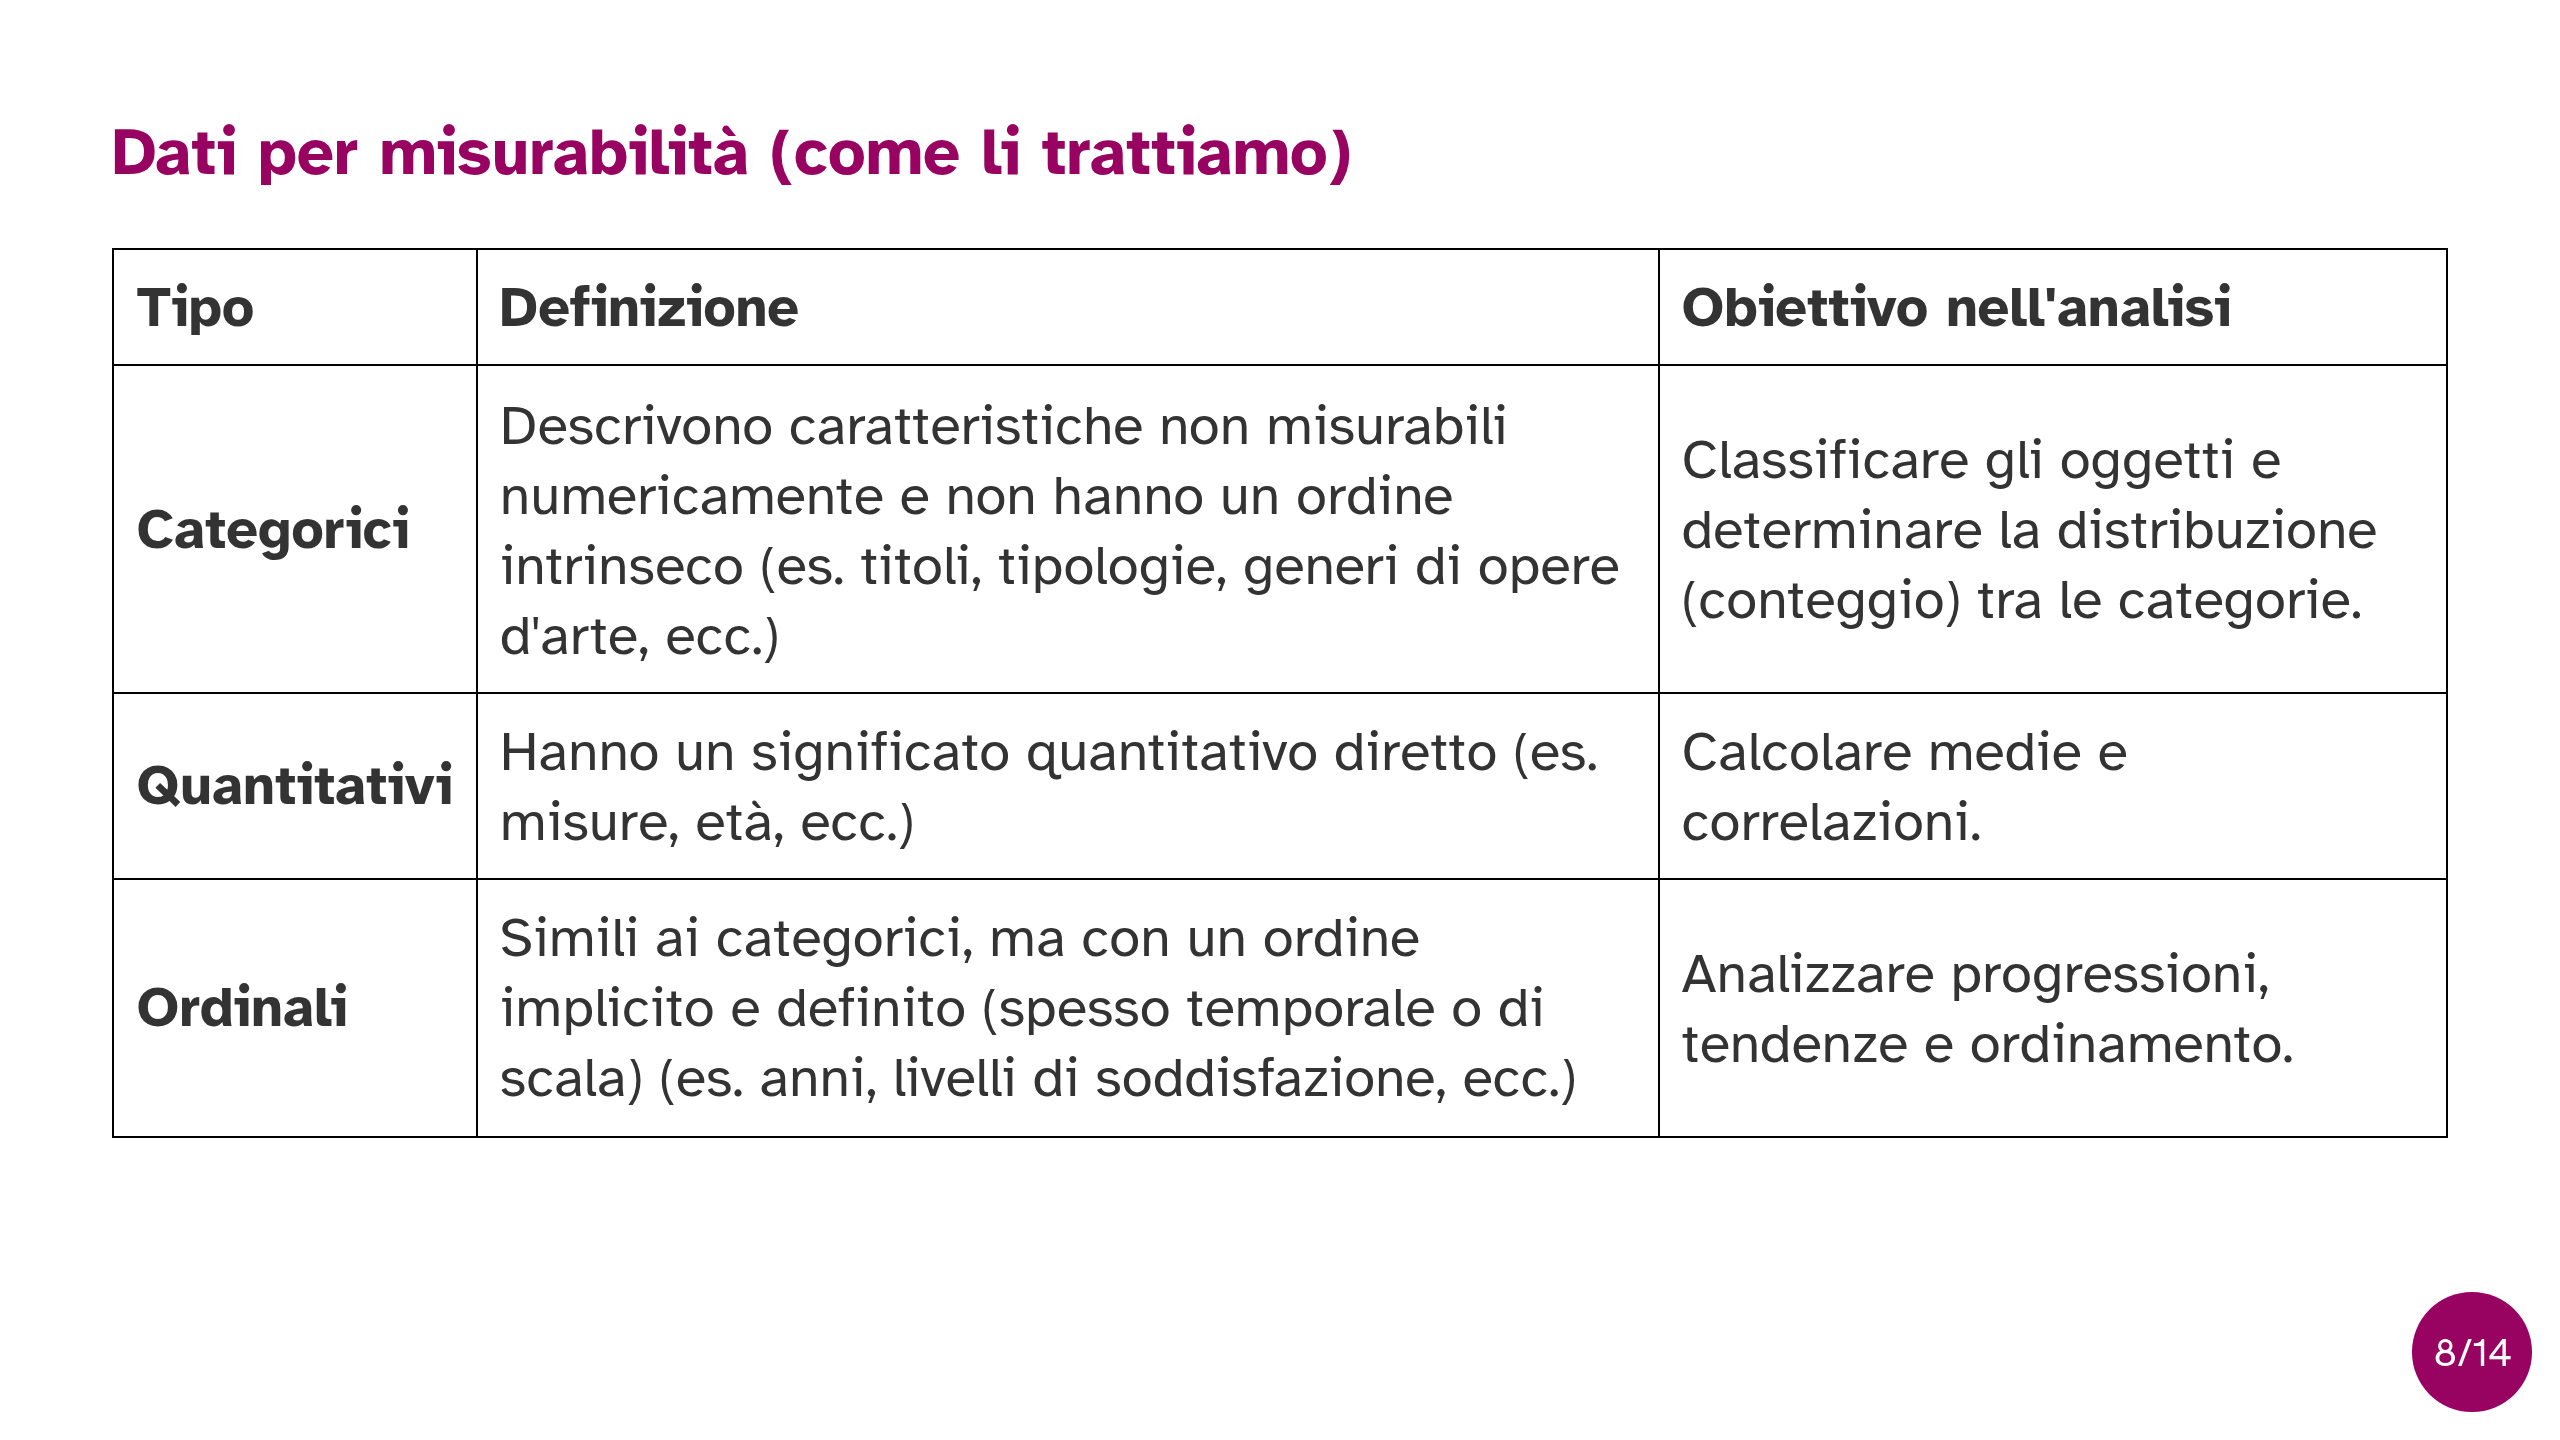 Dati per misurabilità (come li trattiamo)
Tipo
Definizione
Obiettivo nell'analisi
Categorici
Descrivono caratteristiche non misurabili
numericamente e non hanno un ordine
intrinseco (es. titoli, tipologie, generi di opere
d'arte, ecc.)
Classificare gli oggetti e
determinare la distribuzione
(conteggio) tra le categorie.
Quantitativi
Hanno un significato quantitativo diretto (es.
misure, età, ecc.)
Calcolare medie e
correlazioni.
Ordinali
Simili ai categorici, ma con un ordine
implicito e definito (spesso temporale o di
scala) (es. anni, livelli di soddisfazione, ecc.)
Analizzare progressioni,
tendenze e ordinamento.
8/14